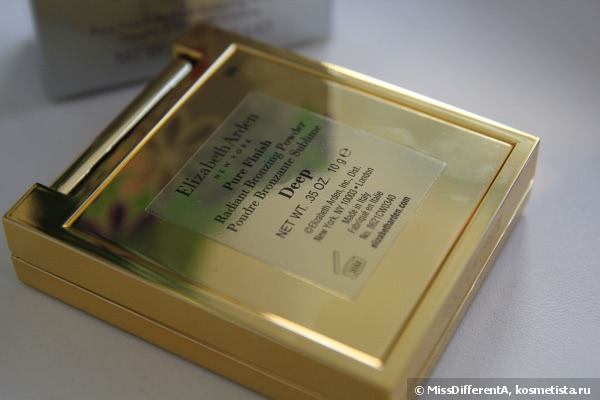 Elizabeth Arden
NEW YORK
Pure Finish
Radiant Bronzing Powder
Poudre Bronzante Sublime
Deep
NET WT. .35 OZ. 10 g ℮
©Elizabeth Arden, Inc., Dist.
New York, NY 10003 • London
Made in Italy
Fabriqué en Italie
elizabetharden.com
© MissDifferentA, kosmetista.ru